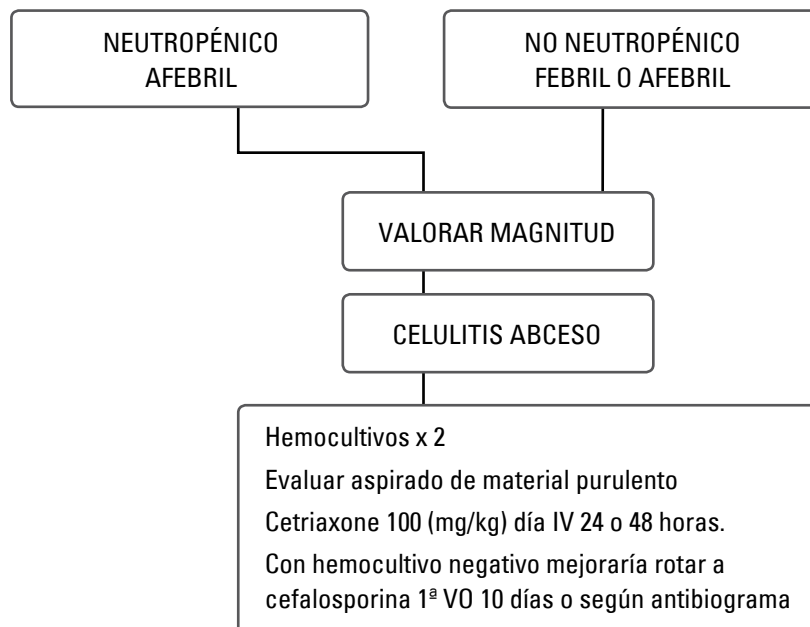 NEUTROPÉNICO
AFEBRIL
NO NEUTROPÉNICO
FEBRIL O AFEBRIL
VALORAR MAGNITUD
CELULITIS ABCESO
Hemocultivos x 2
Evaluar aspirado de material purulento
Cetriaxone 100 (mg/kg) día IV 24 o 48 horas.
Con hemocultivo negativo mejoraría rotar a
cefalosporina 1ª VO 10 días o según antibiograma